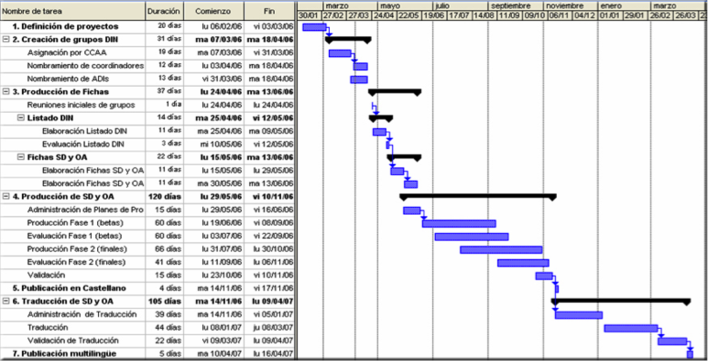 Nombre de tarea Duración Comienzo Fin marzo mayo julio septiembre noviembre enero marzo
30/01 27/02 27/03 24/04 22/05 19/06 17/07 14/08 11/09 09/10 06/11 04/12 01/01 29/01 26/02 26/03 23
1. Definición de proyectos 20 días lu 06/02/06 vi 03/03/06
2. Creación de grupos DIN 31 días ma 07/03/06 ma 18/04/06
Asignación por CCAA 19 días ma 07/03/06 vi 31/03/06
Nombramiento de coordinadores 12 días lu 03/04/06 ma 18/04/06
Nombramiento de ADIs 13 días vi 31/03/06 ma 18/04/06
3. Producción de Fichas 37 días lu 24/04/06 ma 13/06/06
Reuniones iniciales de grupos 1 día lu 24/04/06 lu 24/04/06
Listado DIN 14 días ma 25/04/06 vi 12/05/06
Elaboración Listado DIN 11 días ma 25/04/06 ma 09/05/06
Evaluación Listado DIN 3 días mi 10/05/06 vi 12/05/06
Fichas SD y OA 22 días lu 15/05/06 ma 13/06/06
Elaboración Fichas SD y OA 11 días lu 15/05/06 lu 29/05/06
Elaboración Fichas SD y OA 11 días ma 30/05/06 ma 13/06/06
4. Producción de SD y OA 120 días lu 29/05/06 vi 10/11/06
Administración de Planes de Pro 15 días lu 29/05/06 vi 16/06/06
Producción Fase 1 (betas) 60 días lu 19/06/06 vi 08/09/06
Evaluación Fase 1 (betas) 60 días lu 03/07/06 vi 22/09/06
Producción Fase 2 (finales) 66 días lu 31/07/06 lu 30/10/06
Evaluación Fase 2 (finales) 41 días lu 11/09/06 lu 06/11/06
Validación 15 días lu 23/10/06 vi 10/11/06
5. Publicación en Castellano 4 días ma 14/11/06 vi 17/11/06
6. Traducción de SD y OA 105 días ma 14/11/06 lu 09/04/07
Administración de Traducción 39 días ma 14/11/06 vi 05/01/07
Traducción 44 días lu 08/01/07 ju 08/03/07
Validación de Traducción 22 días vi 09/03/07 lu 09/04/07
7. Publicación multilingüe 5 días ma 10/04/07 lu 16/04/07